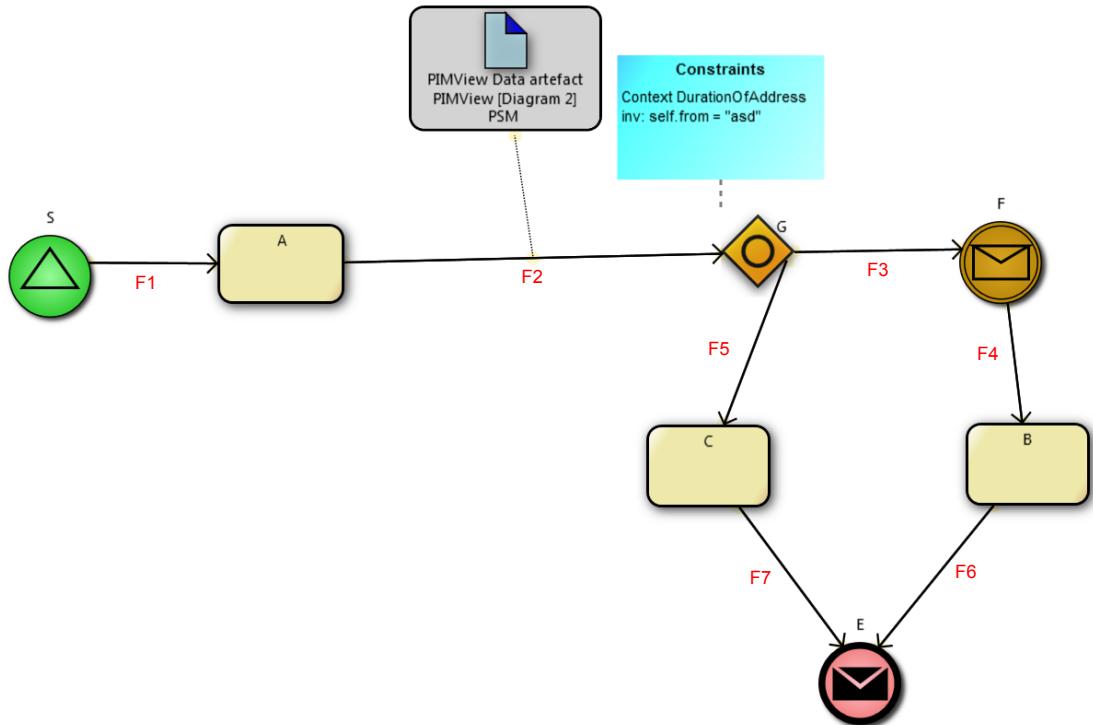 PIMView Data artefact
PIMView [Diagram 2]
PSM
Constraints
Context DurationOfAddress
inv: self.from = "asd"
S
A
G
F
F1
F2
F3
F5
F4
C
B
F7
F6
E